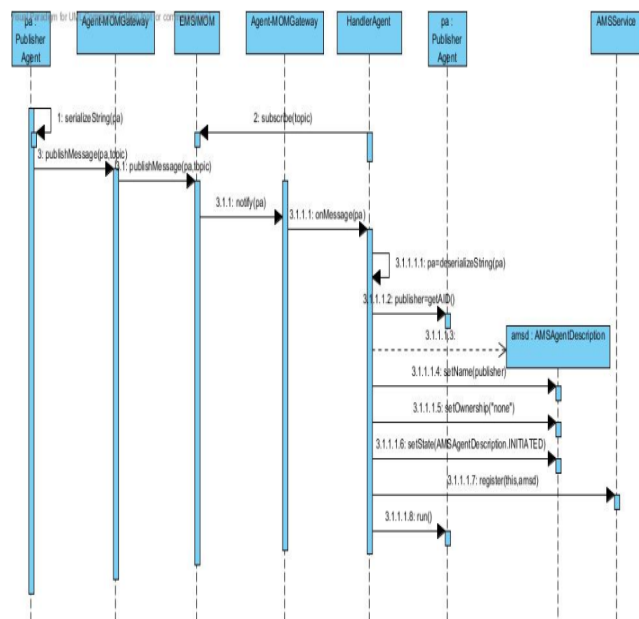 pa :
Publisher
Agent
Agent-MOMGateway
EMS/MOM
Agent-MOMGateway
HandlerAgent
pa :
Publisher
Agent
AMSService
1: serializeString(pa)
2: subscribe(topic)
3: publishMessage(pa,topic)
3.1: publishMessage(pa,topic)
3.1.1: notify(pa)
3.1.1.1: onMessage(pa)
3.1.1.1.1: pa=deserializeString(pa)
3.1.1.1.2: publisher=getAID()
3.1.1.1.3:
amsd : AMSAgentDescription
3.1.1.1.4: setName(publisher)
3.1.1.1.5: setOwnership("none")
3.1.1.1.6: setState(AMSAgentDescription.INITIATED)
3.1.1.1.7: register(this,amsd)
3.1.1.1.8: run()